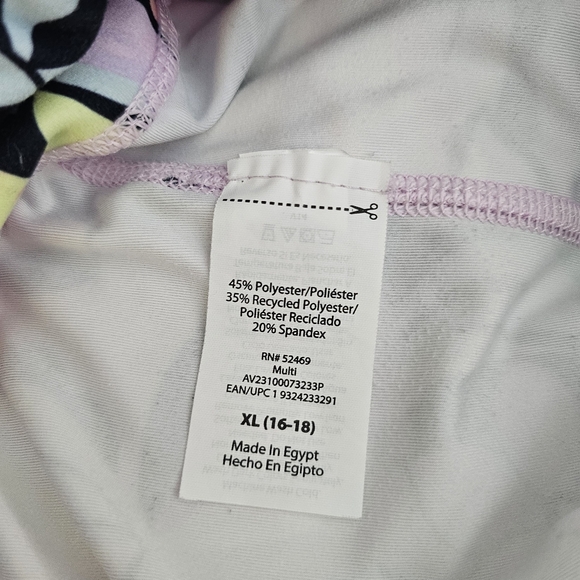 45% Polyester/Poliéster
35% Recycled Polyester/
Poliéster Reciclado
20% Spandex
RN# 52469
Multi
AV23100073233P
EAN/UPC 1 9324233291
XL (16-18)
Made In Egypt
Hecho En Egipto